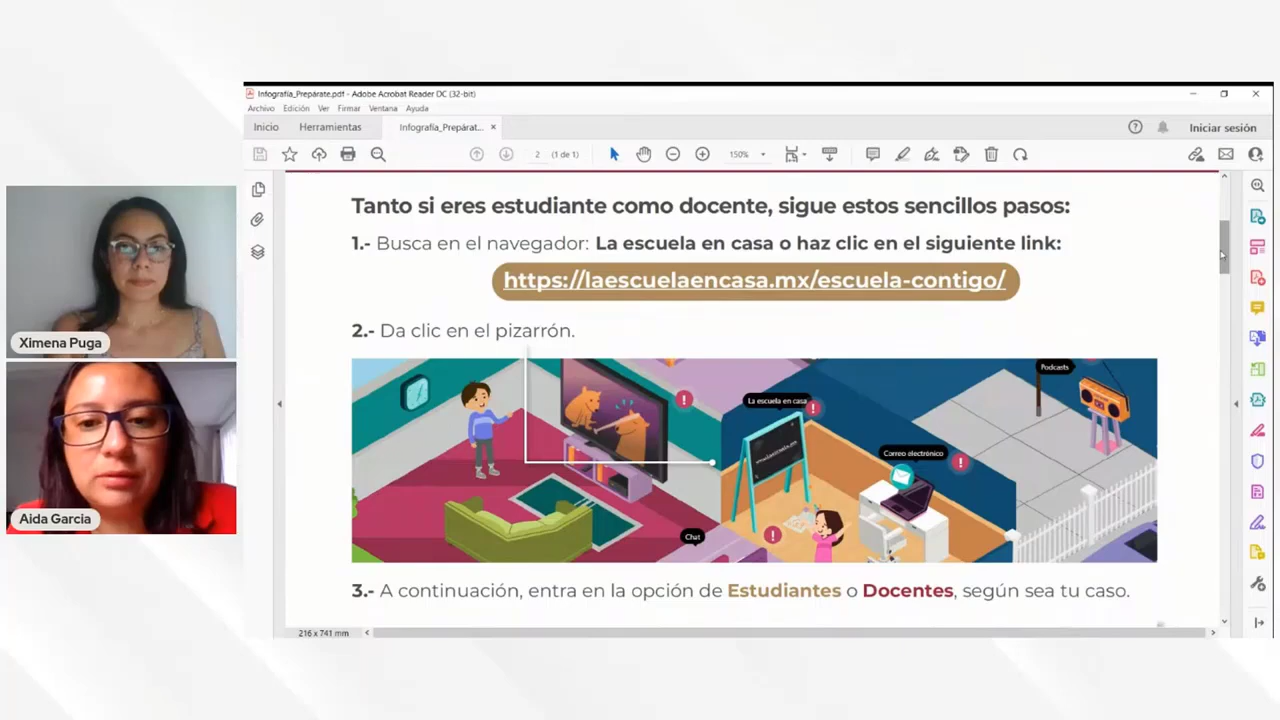 Infografía_Prepárate.pdf - Adobe Acrobat Reader DC (32-bit)
Archivo Edición Ver Firmar Ventana Ayuda
Inicio Herramientas Infografía_Preparát... × Iniciar sesión
2 (1 de 1) 150%
Tanto si eres estudiante como docente, sigue estos sencillos pasos:
1.- Busca en el navegador: La escuela en casa o haz clic en el siguiente link:
https://laescuelaencasa.mx/escuela-contigo/
2.- Da clic en el pizarrón.
Podcasts
La escuela en casa
Correo electrónico
Chat
3.- A continuación, entra en la opción de Estudiantes o Docentes, según sea tu caso.
216 x 741 mm
Ximena Puga
Aida Garcia